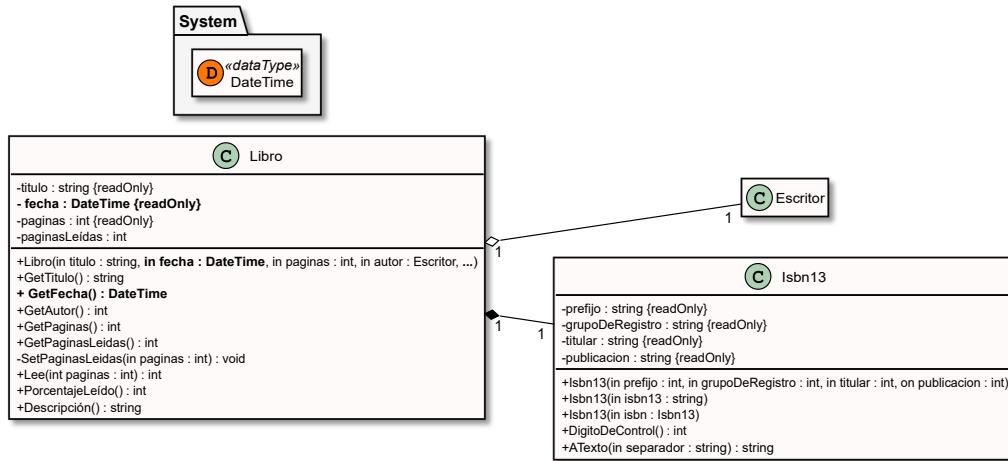 System
D
«dataType»
DateTime
C Libro
-titulo : string {readOnly}
- fecha : DateTime {readOnly}
-paginas : int {readOnly}
-paginasLeídas : int
+Libro(in titulo : string, in fecha : DateTime, in paginas : int, in autor : Escritor, ...)
+GetTitulo() : string
+ GetFecha() : DateTime
+GetAutor() : int
+GetPaginas() : int
+GetPaginasLeidas() : int
-SetPaginasLeidas(in paginas : int) : void
+Lee(int paginas : int) : int
+PorcentajeLeído() : int
+Descripción() : string
1
1
C Escritor
1
1
C Isbn13
-prefijo : string {readOnly}
-grupoDeRegistro : string {readOnly}
-titular : string {readOnly}
-publicacion : string {readOnly}
+Isbn13(in prefijo : int, in grupoDeRegistro : int, in titular : int, on publicacion : int)
+Isbn13(in isbn13 : string)
+Isbn13(in isbn : Isbn13)
+DigitoDeControl() : int
+ATexto(in separador : string) : string